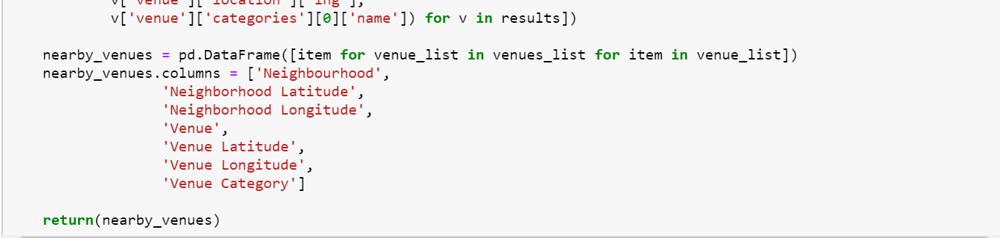 v['venue']['location']['lng'],
v['venue']['categories'][0]['name']) for v in results])
nearby_venues = pd.DataFrame([item for venue_list in venues_list for item in venue_list])
nearby_venues.columns = ['Neighbourhood',
'Neighborhood Latitude',
'Neighborhood Longitude',
'Venue',
'Venue Latitude',
'Venue Longitude',
'Venue Category']
return(nearby_venues)